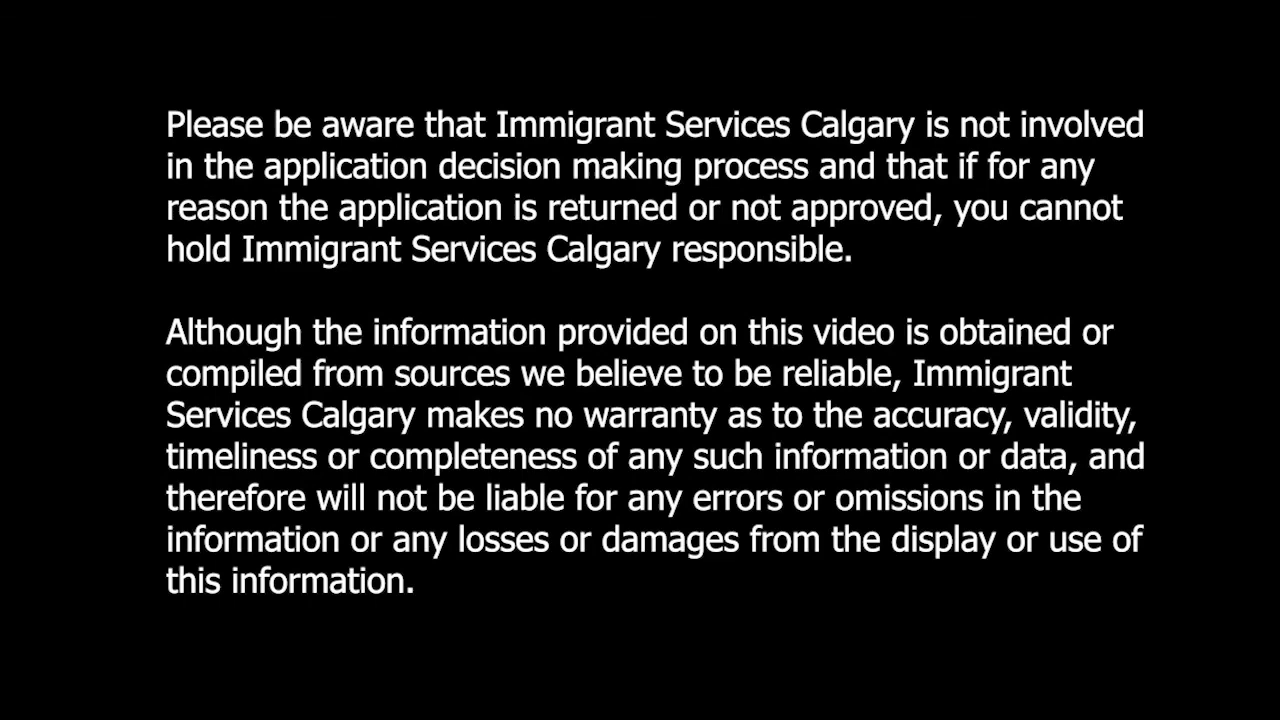 Please be aware that Immigrant Services Calgary is not involved
in the application decision making process and that if for any
reason the application is returned or not approved, you cannot
hold Immigrant Services Calgary responsible.
Although the information provided on this video is obtained or
compiled from sources we believe to be reliable, Immigrant
Services Calgary makes no warranty as to the accuracy, validity,
timeliness or completeness of any such information or data, and
therefore will not be liable for any errors or omissions in the
information or any losses or damages from the display or use of
this information.